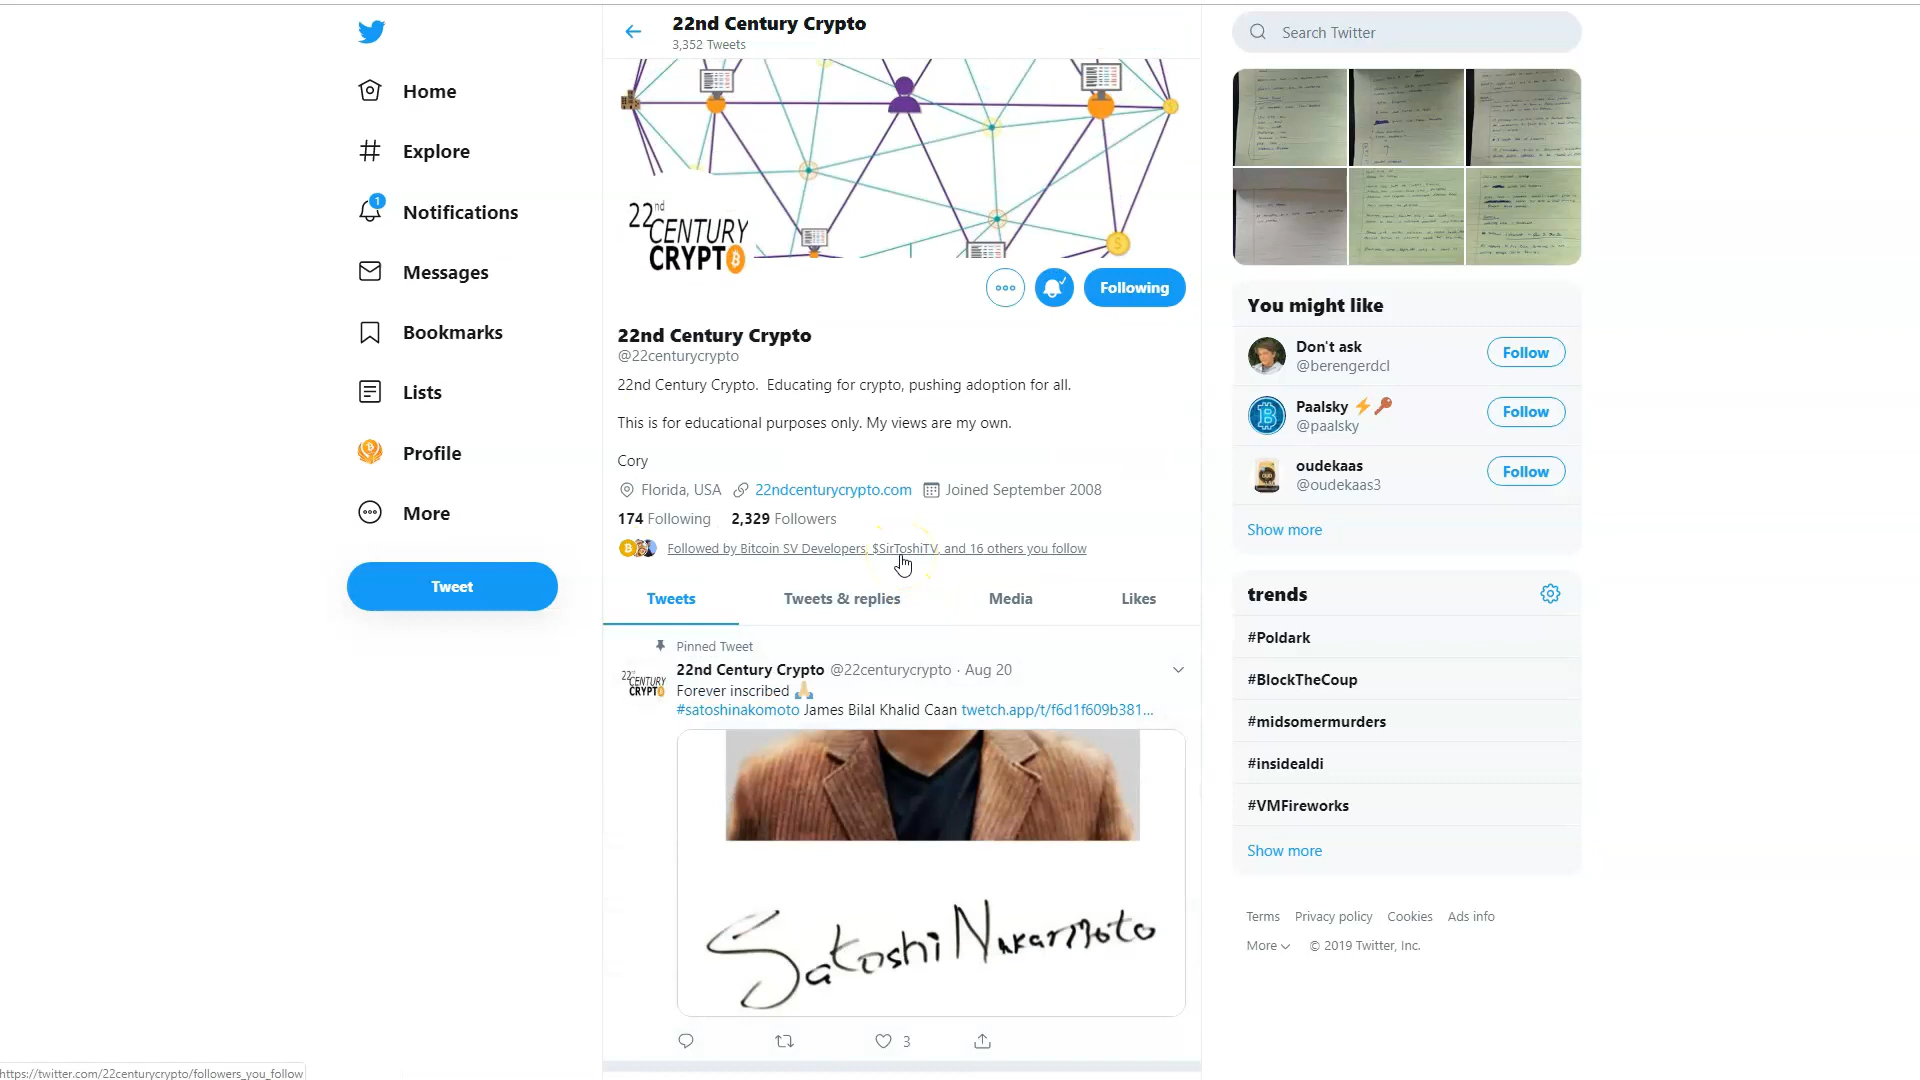 Home
Explore
1
Notifications
Messages
Bookmarks
Lists
Profile
More
Tweet
22nd Century Crypto
3,352 Tweets
22nd
CENTURY
CRYPTO
Following
22nd Century Crypto
@22centurycrypto
22nd Century Crypto. Educating for crypto, pushing adoption for all.
This is for educational purposes only. My views are my own.
Cory
Florida, USA 22ndcenturycrypto.com Joined September 2008
174 Following 2,329 Followers
Followed by Bitcoin SV Developers, $SirToshiTV, and 16 others you follow
Tweets Tweets & replies Media Likes
Pinned Tweet
22nd Century Crypto @22centurycrypto · Aug 20
22nd
CENTURY
CRYPTO
Forever inscribed 🙏🏼
#satoshinakomoto James Bilal Khalid Caan twetch.app/t/f6d1f609b381...
Satoshi Nakamoto
3
Search Twitter
You might like
Don't ask
@berengerdcl
Follow
Paalsky ⚡🔑
@paalsky
Follow
oudekaas
@oudekaas3
Follow
Show more
trends
#Poldark
#BlockTheCoup
#midsomermurders
#insidealdi
#VMFireworks
Show more
Terms Privacy policy Cookies Ads info
More © 2019 Twitter, Inc.
https://twitter.com/22centurycrypto/followers_you_follow